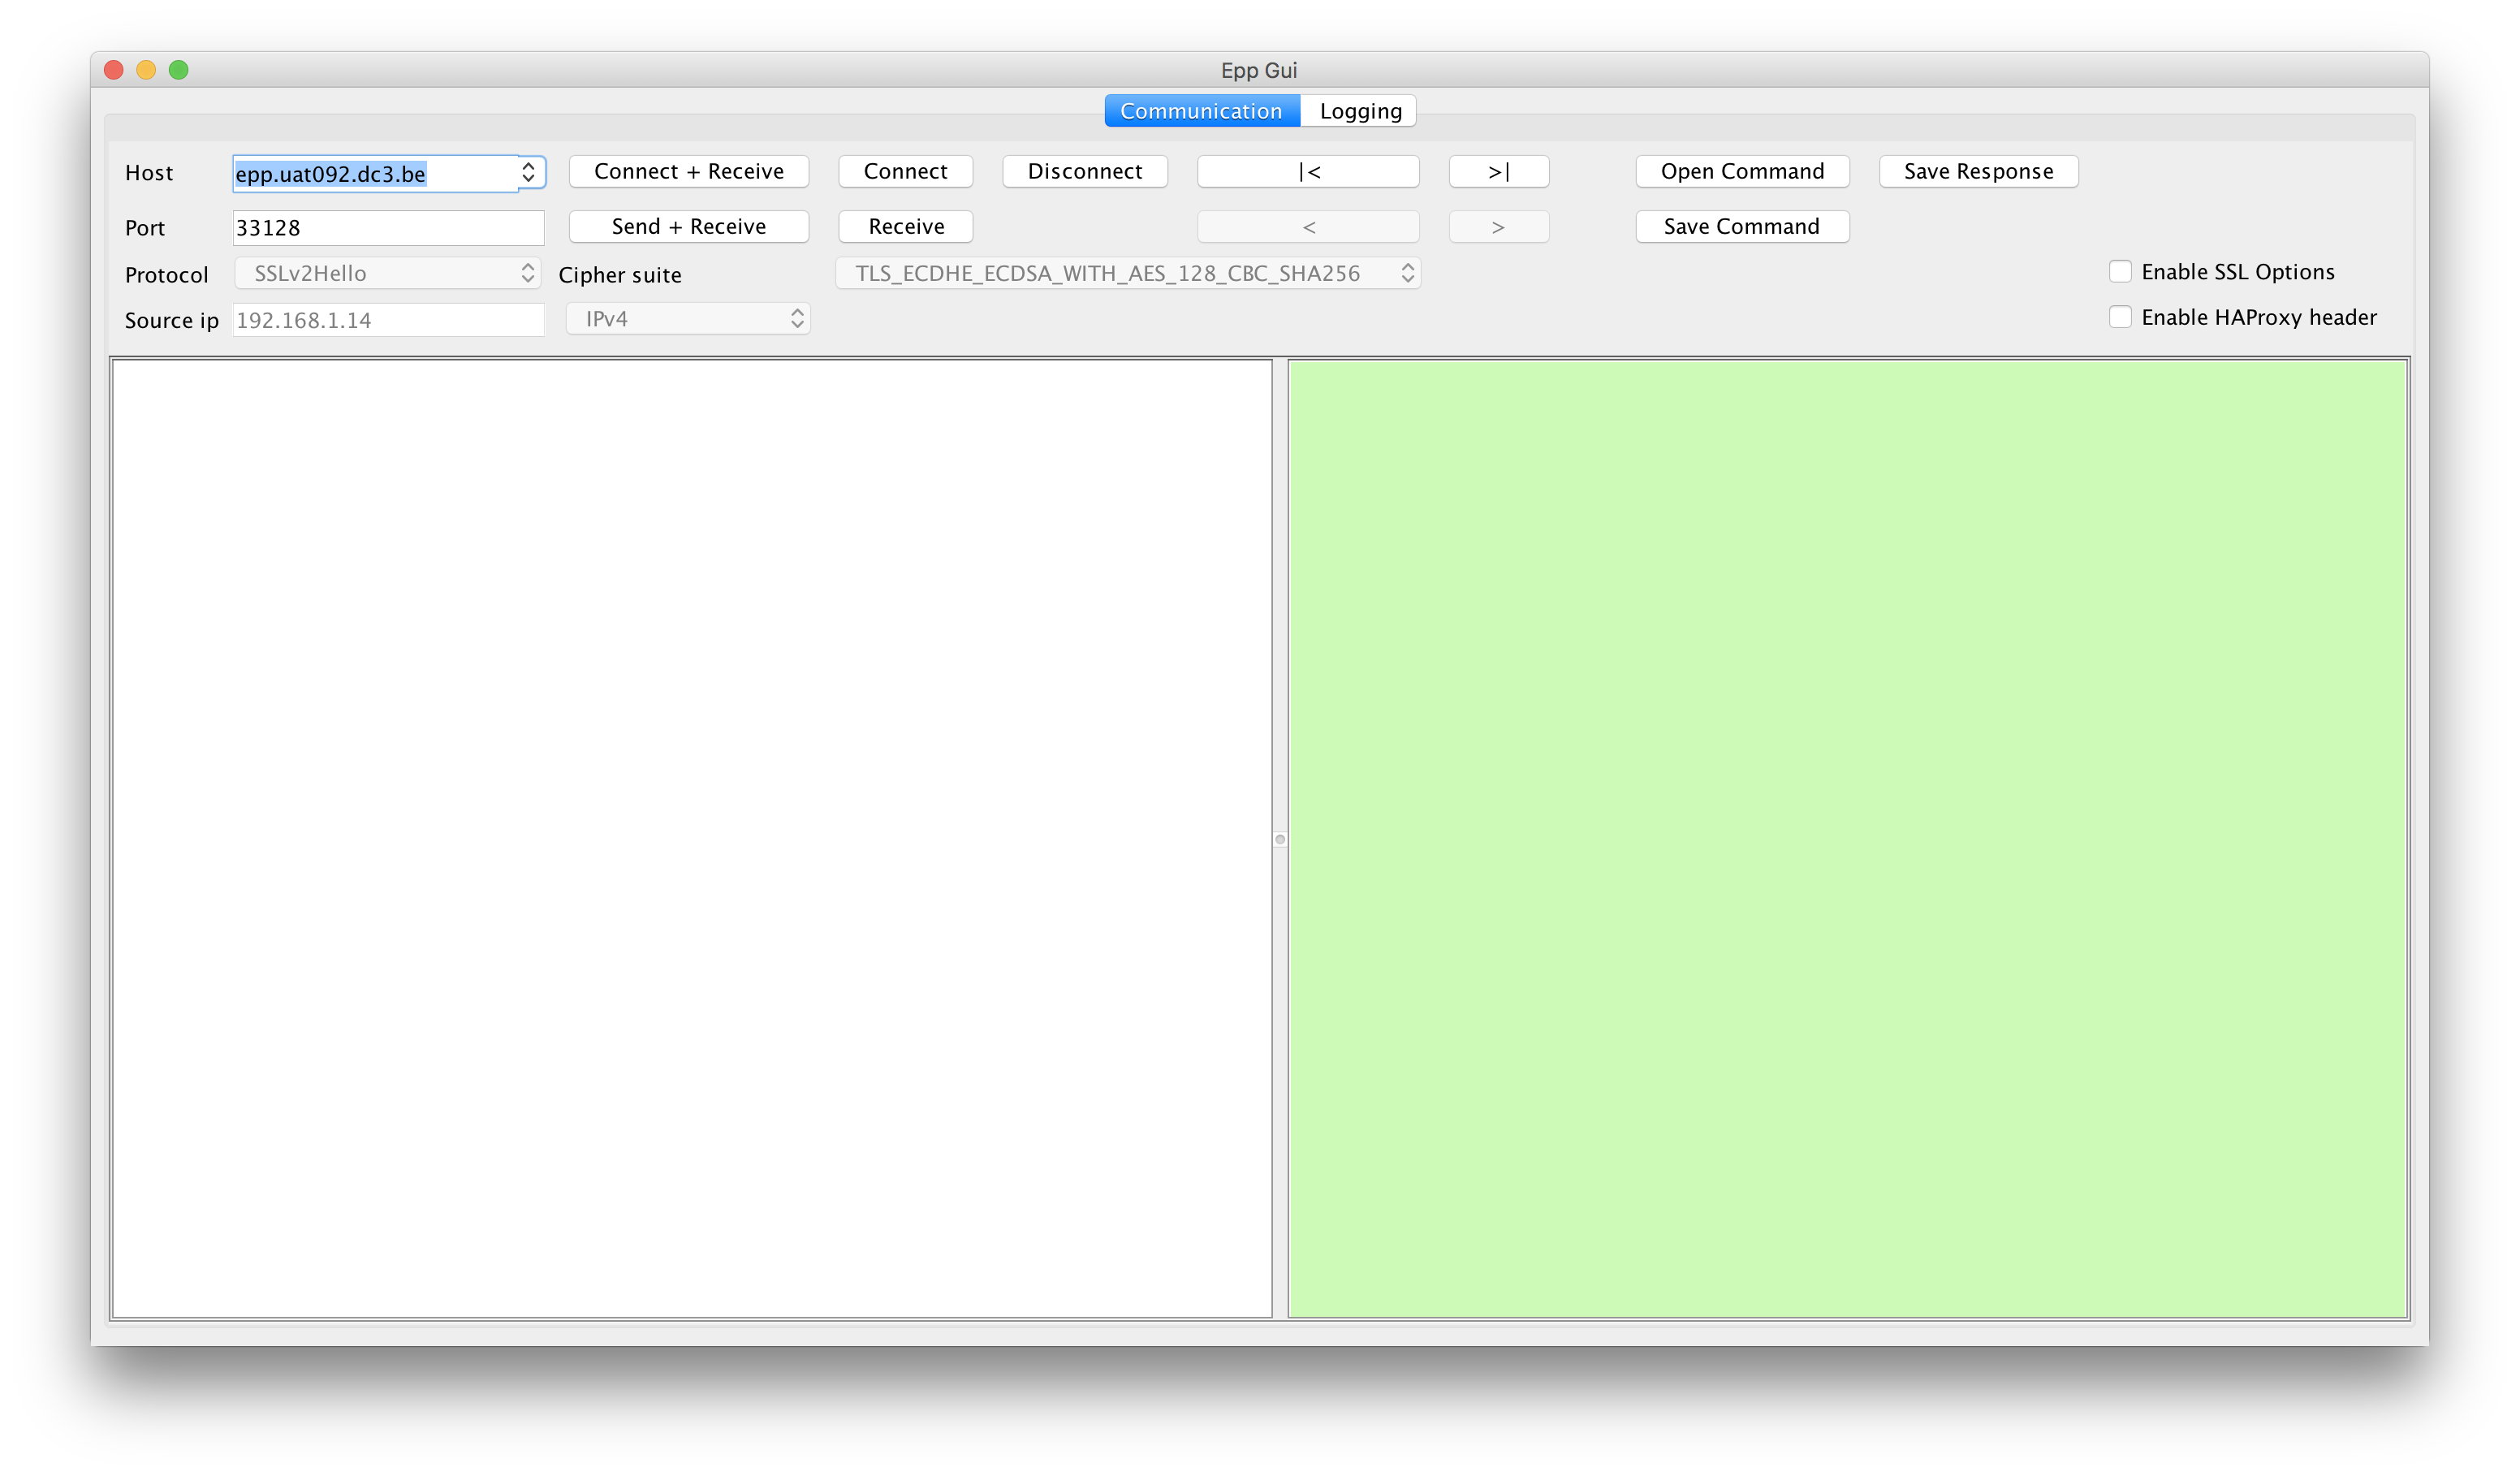 Epp Gui
Communication Logging
Host epp.uat092.dc3.be Connect + Receive Connect Disconnect |< >| Open Command Save Response
Port 33128 Send + Receive Receive < > Save Command
Protocol SSLv2Hello Cipher suite TLS_ECDHE_ECDSA_WITH_AES_128_CBC_SHA256 Enable SSL Options
Source ip 192.168.1.14 IPv4 Enable HAProxy header